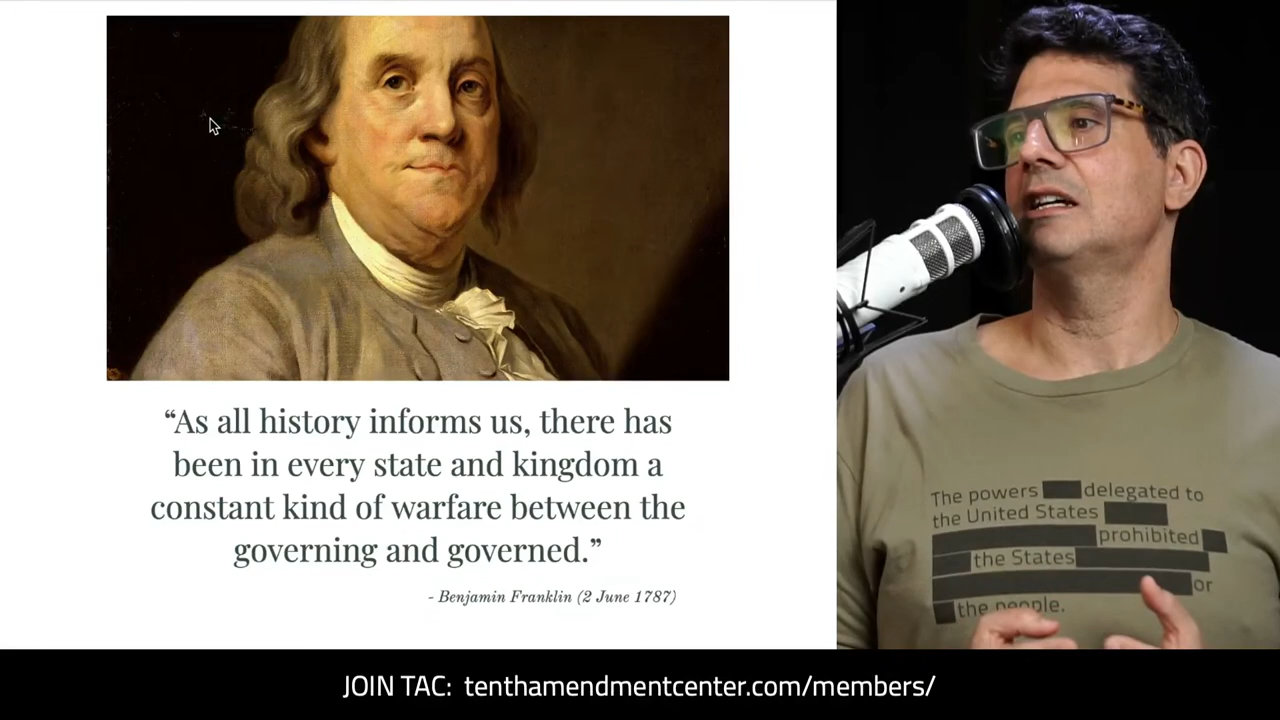 “As all history informs us, there has
been in every state and kingdom a
constant kind of warfare between the
governing and governed.”
- Benjamin Franklin (2 June 1787)
The powers delegated to
the United States
prohibited
the States
or
the people.
JOIN TAC: tenthamendmentcenter.com/members/